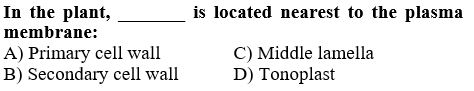 In the plant, ________ is located nearest to the plasma
membrane:
A) Primary cell wall C) Middle lamella
B) Secondary cell wall D) Tonoplast